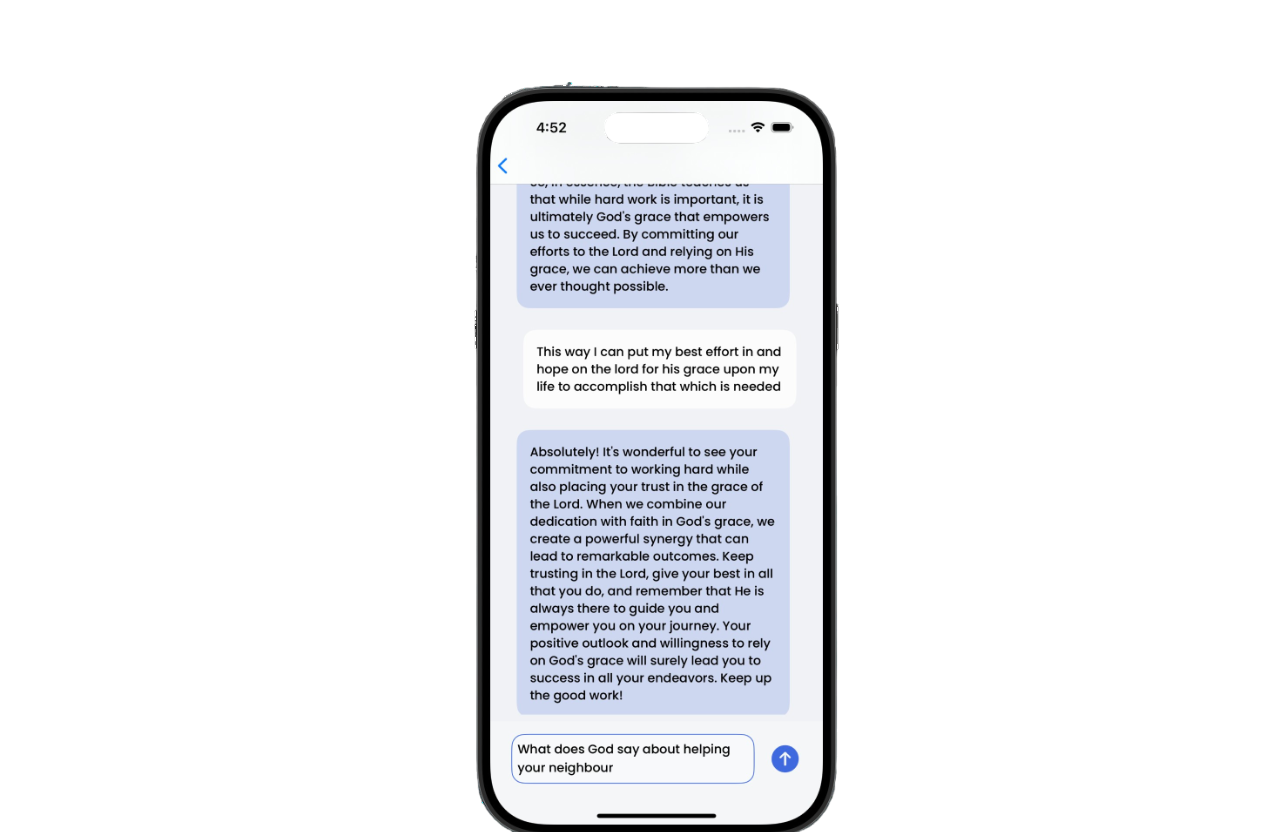 4:52
that while hard work is important, it is
ultimately God's grace that empowers
us to succeed. By committing our
efforts to the Lord and relying on His
grace, we can achieve more than we
ever thought possible.
This way I can put my best effort in and
hope on the lord for his grace upon my
life to accomplish that which is needed
Absolutely! It's wonderful to see your
commitment to working hard while
also placing your trust in the grace of
the Lord. When we combine our
dedication with faith in God's grace, we
create a powerful synergy that can
lead to remarkable outcomes. Keep
trusting in the Lord, give your best in all
that you do, and remember that He is
always there to guide you and
empower you on your journey. Your
positive outlook and willingness to rely
on God's grace will surely lead you to
success in all your endeavors. Keep up
the good work!
What does God say about helping
your neighbour